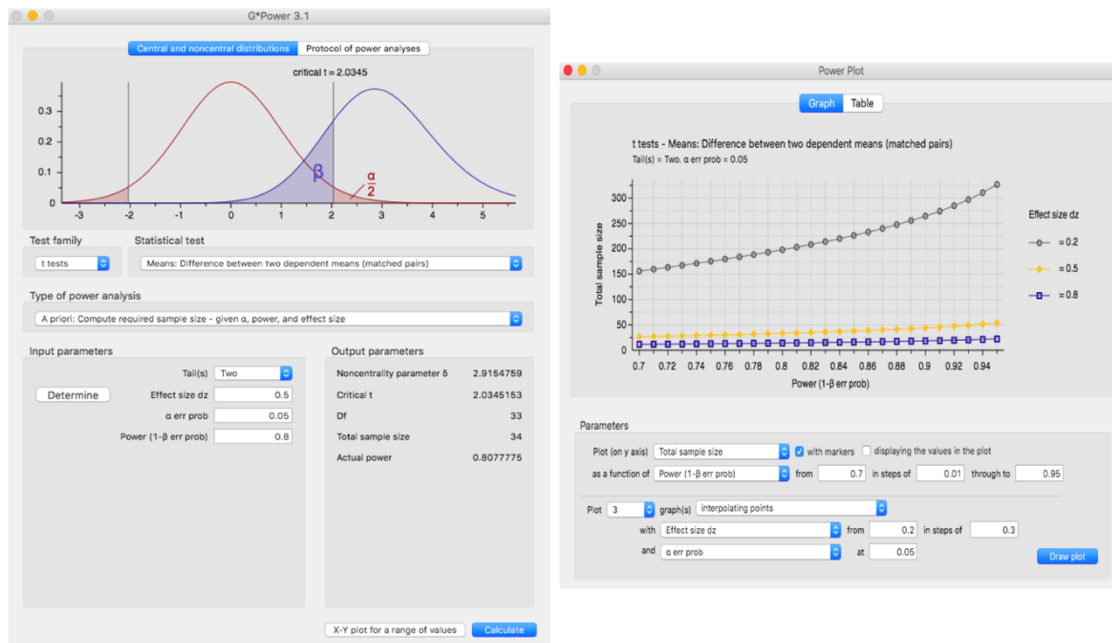 G*Power 3.1
Central and noncentral distributions Protocol of power analyses
critical t = 2.0345
0.3
0.2
0.1
0
β
α
2
-3 -2 -1 0 1 2 3 4 5
Test family Statistical test
t tests Means: Difference between two dependent means (matched pairs)
Type of power analysis
A priori: Compute required sample size - given α, power, and effect size
Input parameters
Tail(s) Two
Determine Effect size dz 0.5
α err prob 0.05
Power (1-β err prob) 0.8
Output parameters
Noncentrality parameter δ 2.9154759
Critical t 2.0345153
Df 33
Total sample size 34
Actual power 0.8077775
X-Y plot for a range of values Calculate
Power Plot
Graph Table
t tests - Means: Difference between two dependent means (matched pairs)
Tail(s) = Two. α err prob = 0.05
Total sample size
300
250
200
150
100
50
0
0.7 0.72 0.74 0.76 0.78 0.8 0.82 0.84 0.86 0.88 0.9 0.92 0.94
Power (1-β err prob)
Effect size dz
= 0.2
= 0.5
= 0.8
Parameters
Plot (on y axis) Total sample size with markers displaying the values in the plot
as a function of Power (1-β err prob) from 0.7 in steps of 0.01 through to 0.95
Plot 3 graph(s) interpolating points
with Effect size dz from 0.2 in steps of 0.3
and α err prob at 0.05
Draw plot